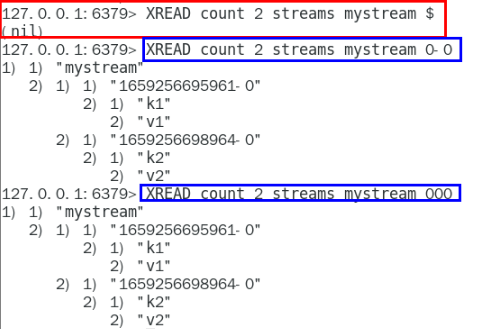 127.0.0.1:6379> XREAD count 2 streams mystream $
(nil)
127.0.0.1:6379> XREAD count 2 streams mystream 0-0
1) 1) "mystream"
   2) 1) 1) "1659256695961-0"
         2) 1) "k1"
            2) "v1"
      2) 1) "1659256698964-0"
         2) 1) "k2"
            2) "v2"
127.0.0.1:6379> XREAD count 2 streams mystream 000
1) 1) "mystream"
   2) 1) 1) "1659256695961-0"
         2) 1) "k1"
            2) "v1"
      2) 1) "1659256698964-0"
         2) 1) "k2"
            2) "v2"